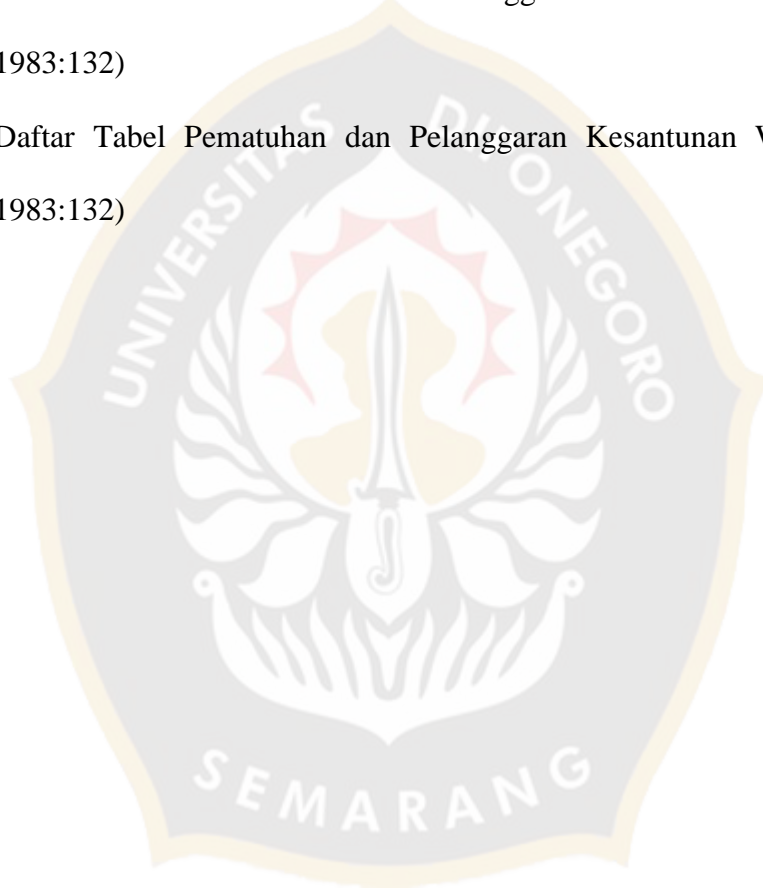 1983:132)
Daftar Tabel Pematuhan dan Pelanggaran Kesantunan
1983:132)
UNIVERSITAS DIPONEGORO
SEMARANG